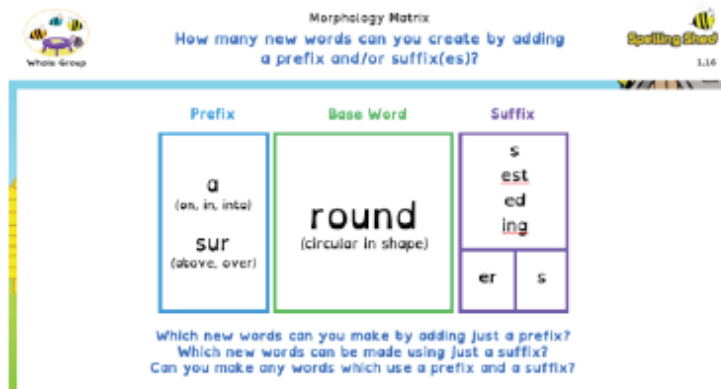 Morphology Matrix
How many new words can you create by adding
a prefix and/or suffix(es)?
Whole Group
Spelling Shed
1.16
Prefix
Base Word
Suffix
a
(on, in, into)
sur
(above, over)
round
(circular in shape)
s
est
ed
ing
er
s
Which new words can you make by adding just a prefix?
Which new words can be made using just a suffix?
Can you make any words which use a prefix and a suffix?